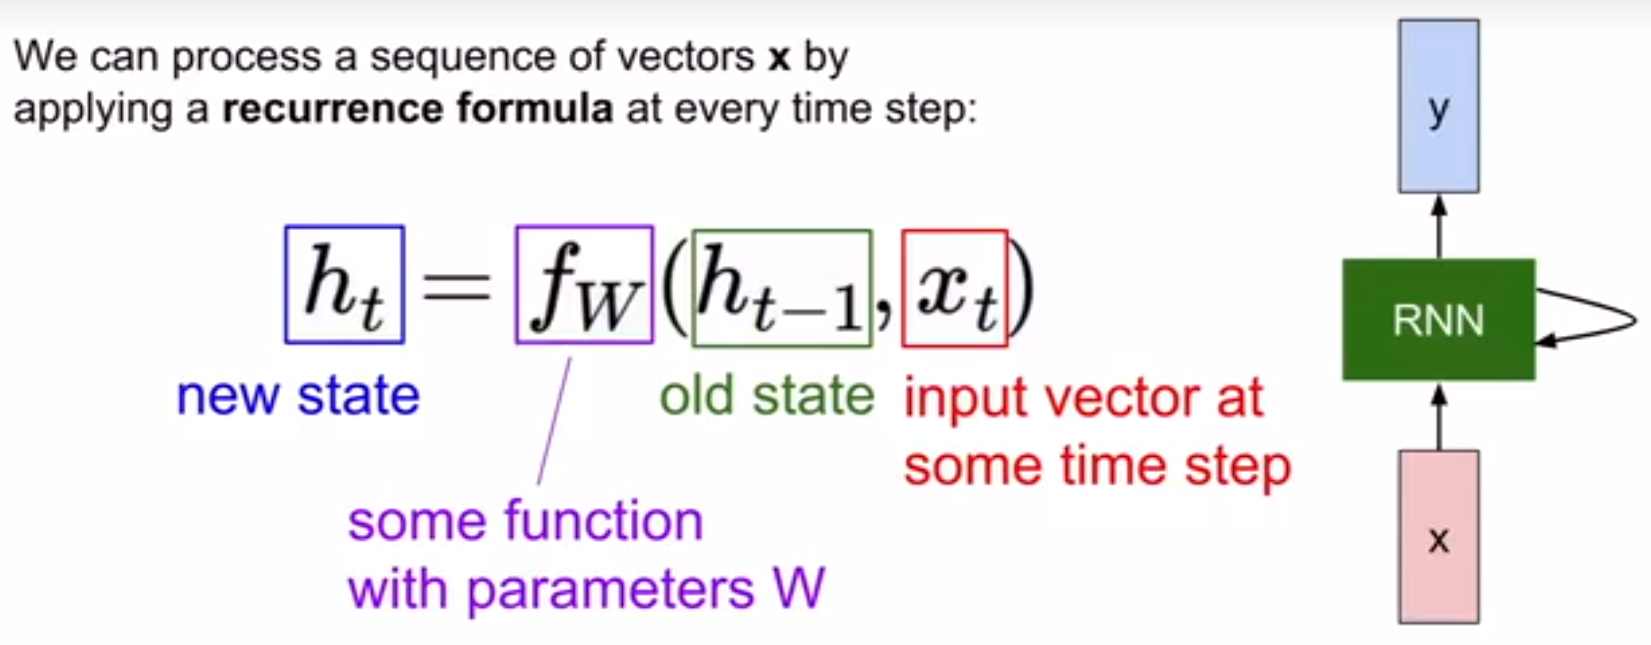 We can process a sequence of vectors x by
applying a recurrence formula at every time step:
h_t = f_W(h_{t-1}, x_t)
new state
old state
input vector at
some time step
some function
with parameters W
y
RNN
x